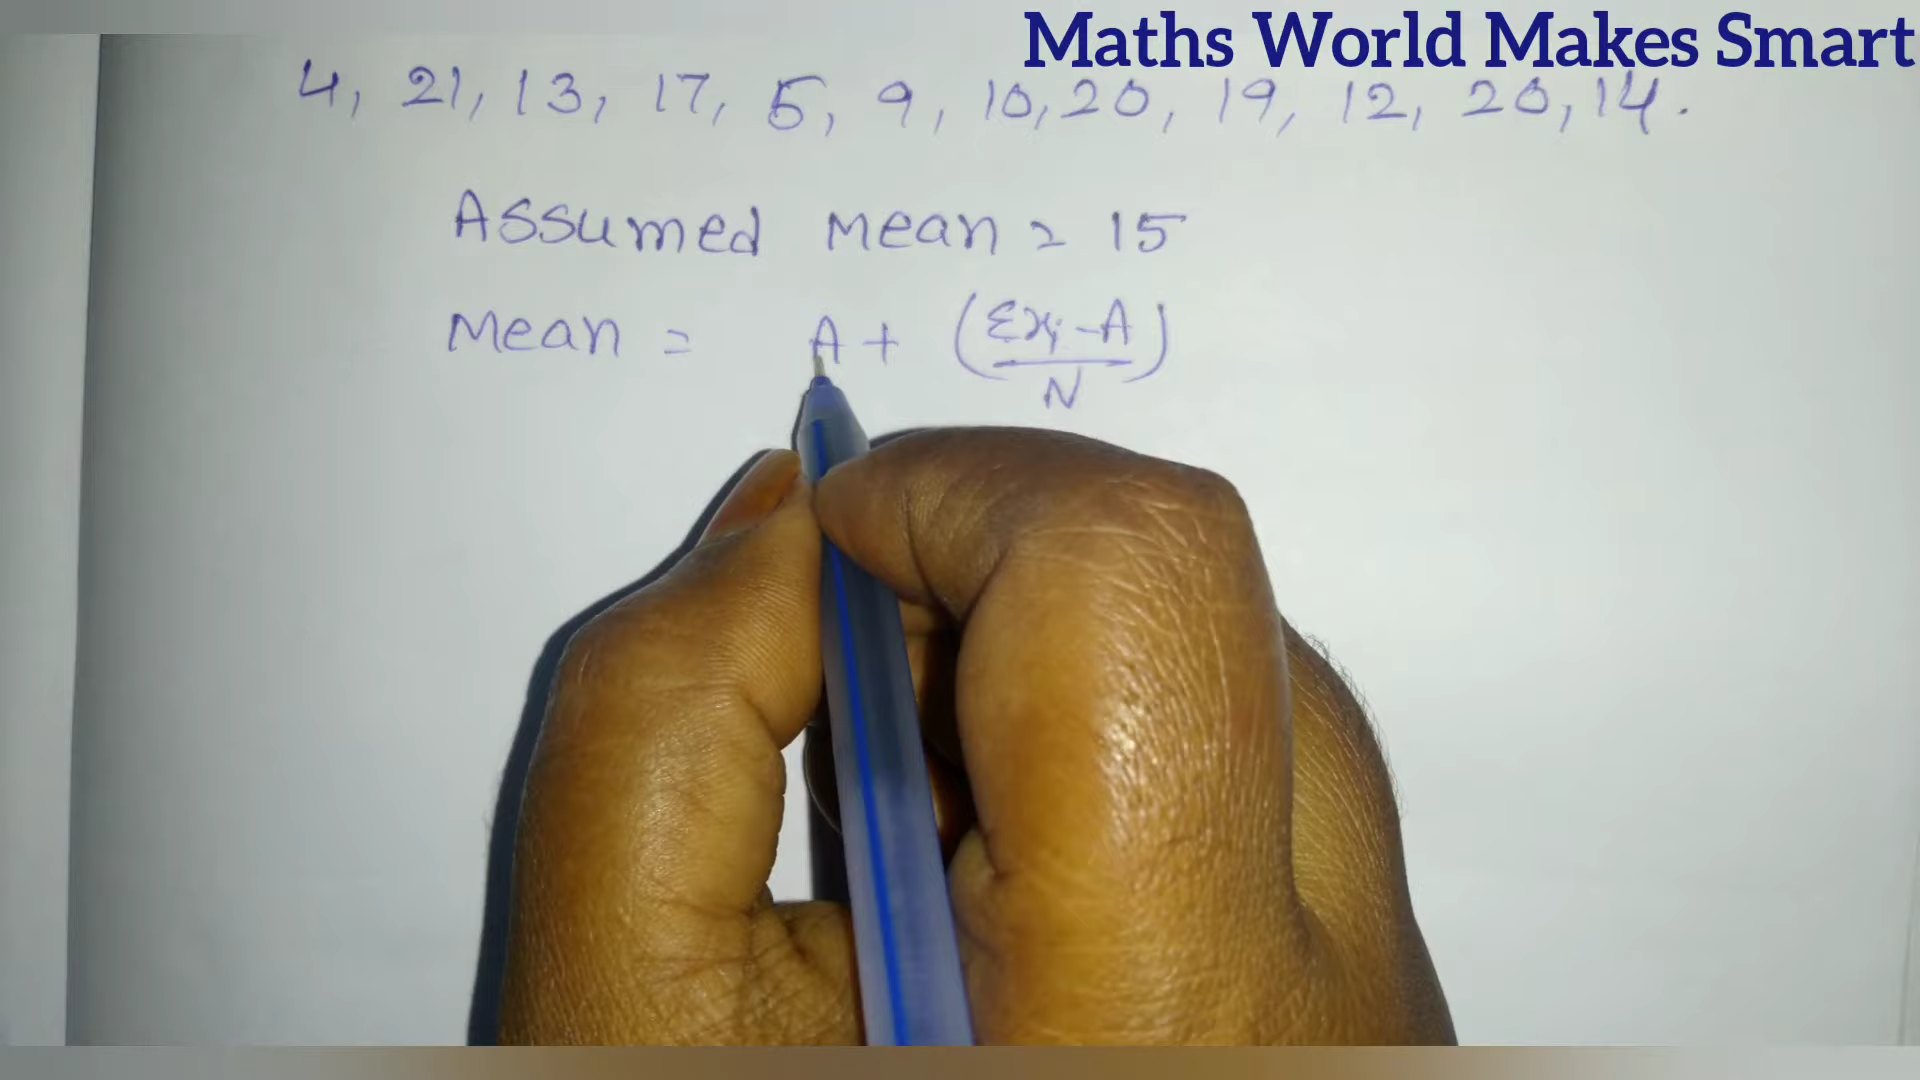 Maths World Makes Smart
4, 21, 13, 17, 5, 9, 10, 20, 19, 12, 20, 14.
Assumed mean = 15
Mean = A + (Σxi - A / N)